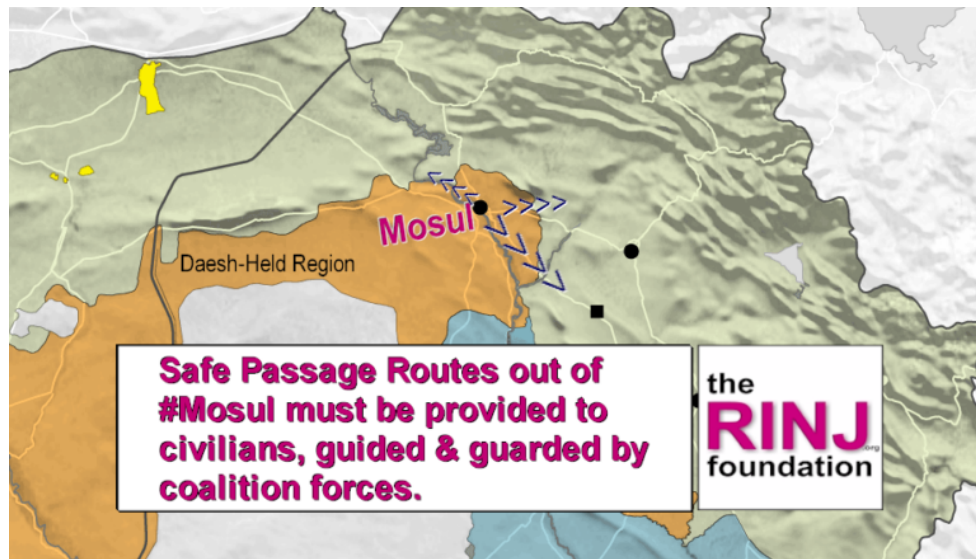 Mosul
Daesh-Held Region
Safe Passage Routes out of
#Mosul must be provided to
civilians, guided & guarded by
coalition forces.
the
RINJ
.org
foundation